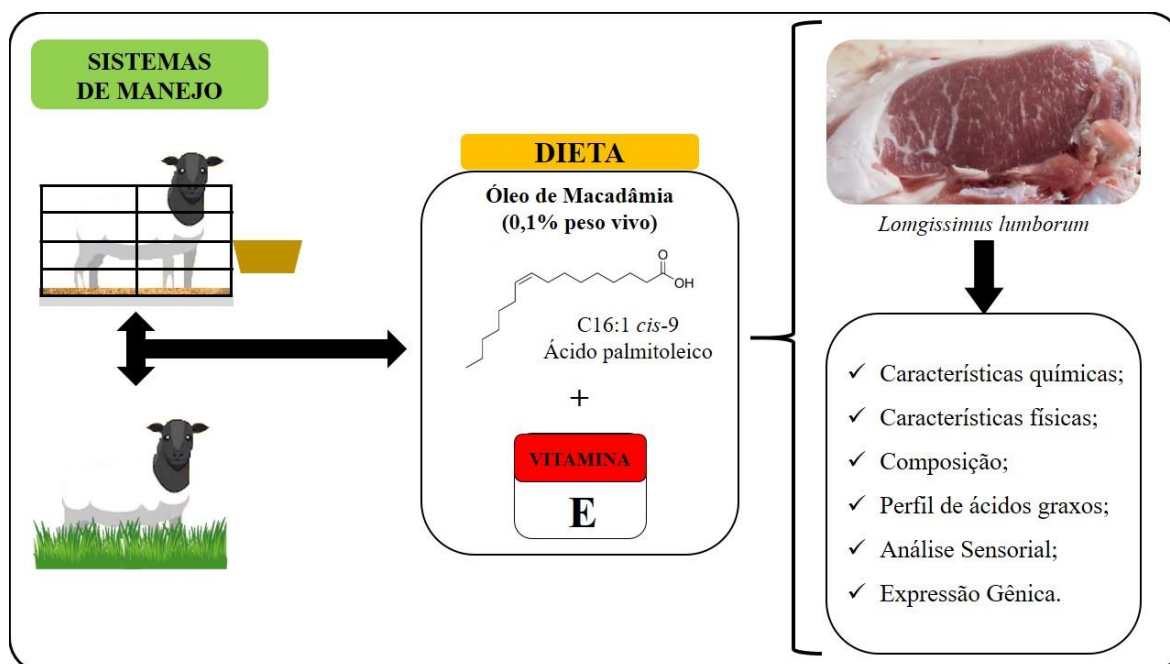 SISTEMAS
DE MANEJO
DIETA
Óleo de Macadâmia
(0,1% peso vivo)
O
OH
C16:1 cis-9
Ácido palmitoleico
+
VITAMINA
E
Longissimus lumborum
✓ Características químicas;
✓ Características físicas;
✓ Composição;
✓ Perfil de ácidos graxos;
✓ Análise Sensorial;
✓ Expressão Gênica.